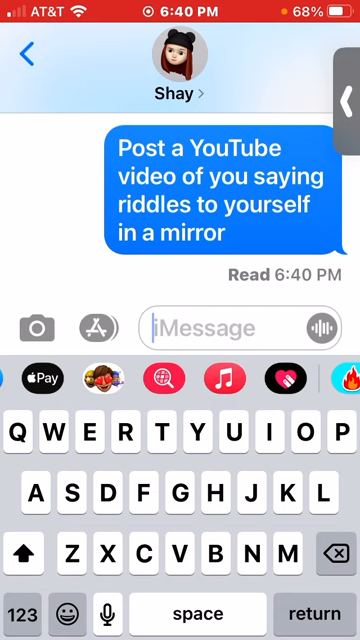 AT&T 6:40 PM 68%
Shay
Post a YouTube
video of you saying
riddles to yourself
in a mirror
Read 6:40 PM
iMessage
Pay
Q W E R T Y U I O P
A S D F G H J K L
Z X C V B N M
123 space return